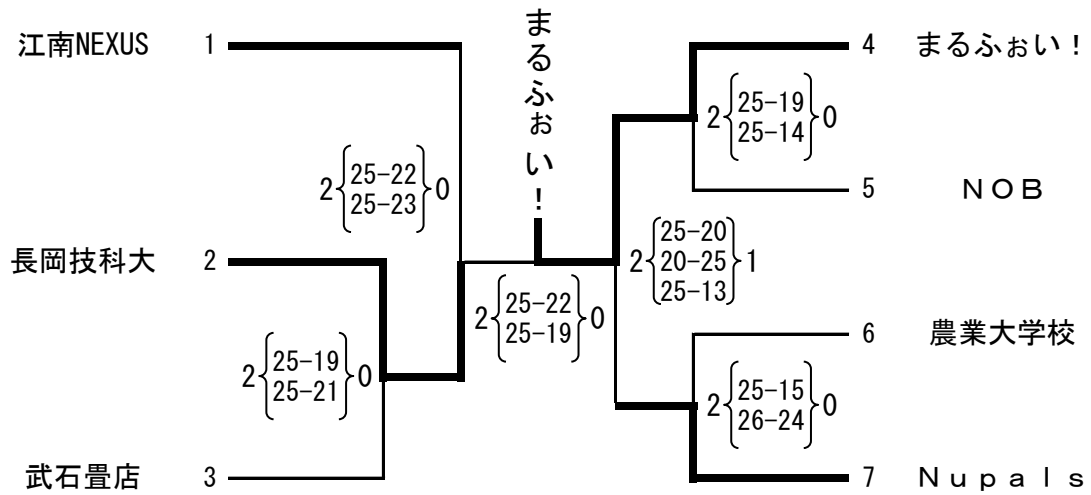 江南NEXUS 1
2 25-22 0
25-23
長岡技科大 2
2 25-19 0
25-21
武石畳店 3
まるふぉい！
2 25-22 0
25-19
4 まるふぉい！
2 25-19 0
25-14
5 ＮＯＢ
2 25-20 1
20-25
25-13
6 農業大学校
2 25-15 0
26-24
7 Ｎｕｐａｌｓ